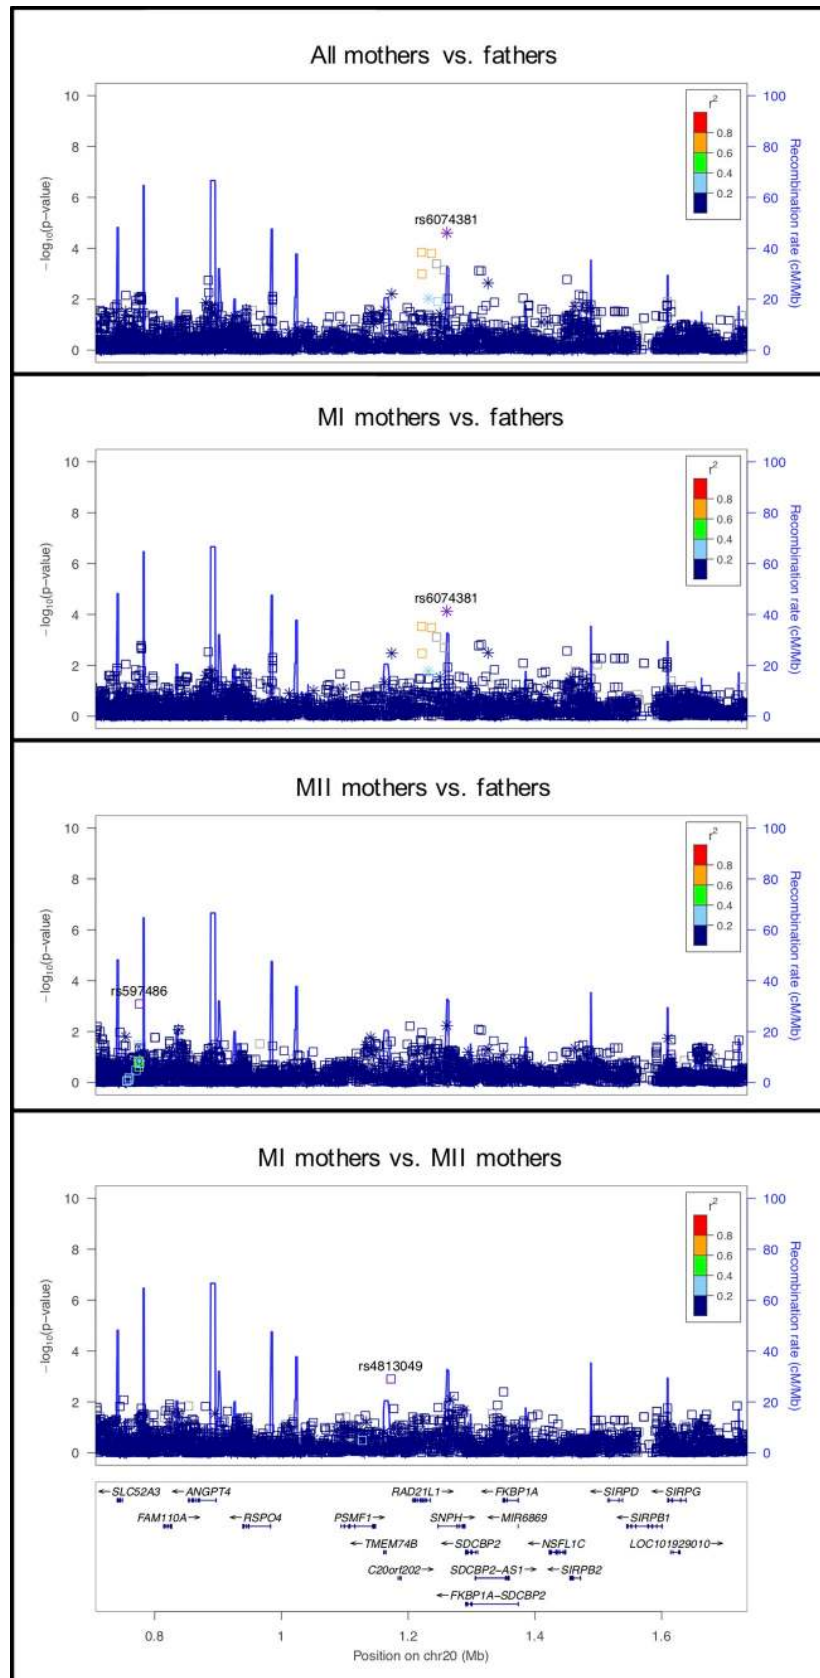 All mothers vs. fathers
10
8
6
4
2
0
−log10(p−value)
rs6074381
r2
0.8
0.6
0.4
0.2
100
80
60
40
20
0
Recombination rate (cM/Mb)
MI mothers vs. fathers
10
8
6
4
2
0
−log10(p−value)
rs6074381
r2
0.8
0.6
0.4
0.2
100
80
60
40
20
0
Recombination rate (cM/Mb)
MII mothers vs. fathers
10
8
6
4
2
0
−log10(p−value)
rs597486
r2
0.8
0.6
0.4
0.2
100
80
60
40
20
0
Recombination rate (cM/Mb)
MI mothers vs. MII mothers
10
8
6
4
2
0
−log10(p−value)
rs4813049
r2
0.8
0.6
0.4
0.2
100
80
60
40
20
0
Recombination rate (cM/Mb)
←SLC52A3 ←ANGPT4 RAD21L1→ ←FKBP1A ←SIRPD ←SIRPG
FAM110A→ ←RSPO4 PSMF1→ SNPH→ ←MIR6869 ←SIRPB1
←TMEM74B ←SDCBP2 ←NSFL1C LOC101929010→
C20orf202→ SDCBP2−AS1→ ←SIRPB2
←FKBP1A−SDCBP2
0.8 1 1.2 1.4 1.6
Position on chr20 (Mb)